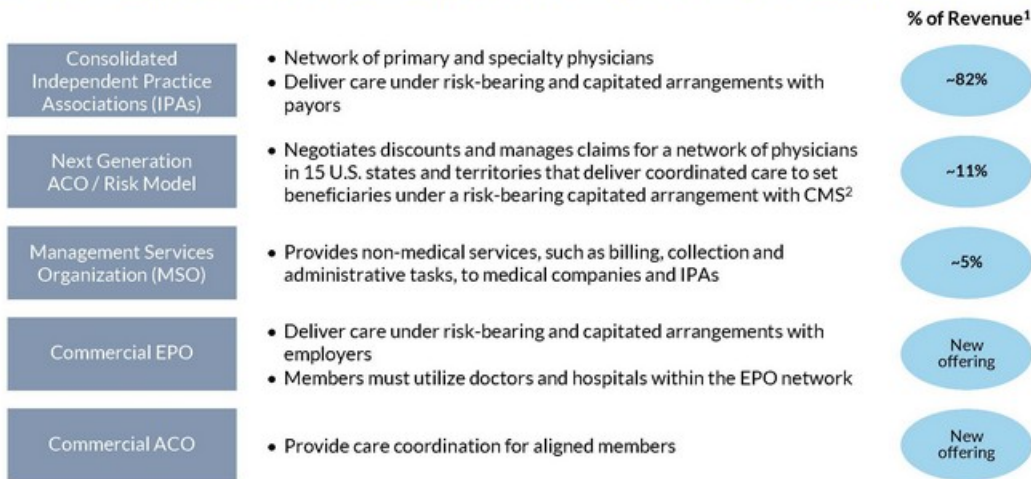 % of Revenue¹
Consolidated
Independent Practice
Associations (IPAs)
• Network of primary and specialty physicians
• Deliver care under risk-bearing and capitated arrangements with
payors
~82%
Next Generation
ACO / Risk Model
• Negotiates discounts and manages claims for a network of physicians
in 15 U.S. states and territories that deliver coordinated care to set
beneficiaries under a risk-bearing capitated arrangement with CMS²
~11%
Management Services
Organization (MSO)
• Provides non-medical services, such as billing, collection and
administrative tasks, to medical companies and IPAs
~5%
Commercial EPO
• Deliver care under risk-bearing and capitated arrangements with
employers
• Members must utilize doctors and hospitals within the EPO network
New
offering
Commercial ACO
• Provide care coordination for aligned members
New
offering